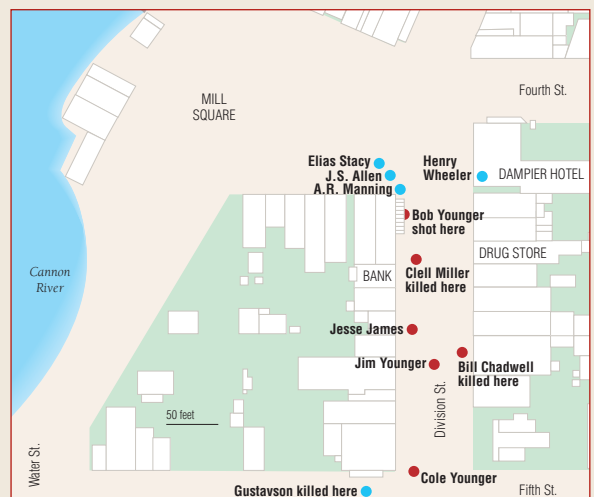 Fourth St.
MILL
SQUARE
Elias Stacy
J.S. Allen
A.R. Manning
Henry
Wheeler
DAMPIER HOTEL
Bob Younger
shot here
DRUG STORE
Cannon
River
BANK
Clell Miller
killed here
Jesse James
Jim Younger
Bill Chadwell
killed here
50 feet
Division St.
Water St.
Cole Younger
Gustavson killed here
Fifth St.